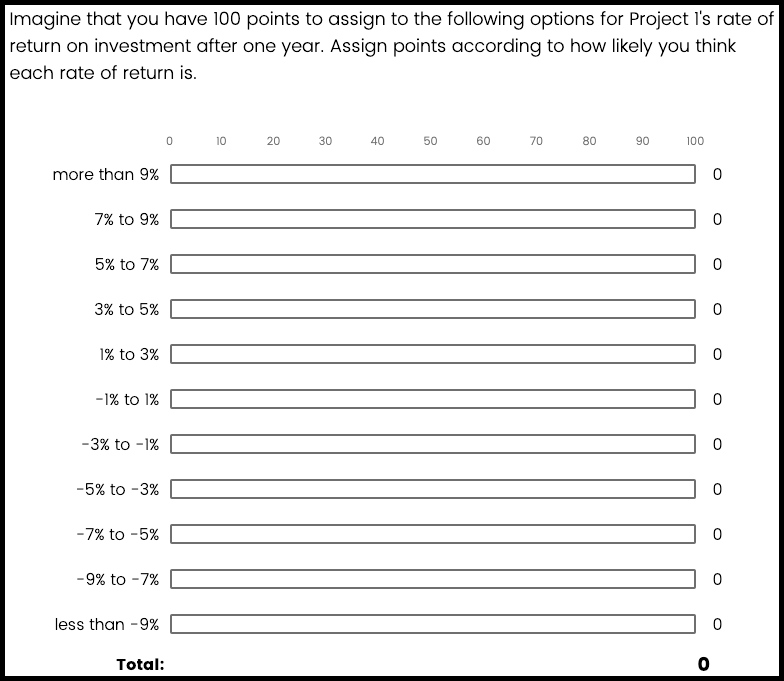 Imagine that you have 100 points to assign to the following options for Project 1's rate of
return on investment after one year. Assign points according to how likely you think
each rate of return is.
0 10 20 30 40 50 60 70 80 90 100
more than 9% 0
7% to 9% 0
5% to 7% 0
3% to 5% 0
1% to 3% 0
-1% to 1% 0
-3% to -1% 0
-5% to -3% 0
-7% to -5% 0
-9% to -7% 0
less than -9% 0
Total: 0